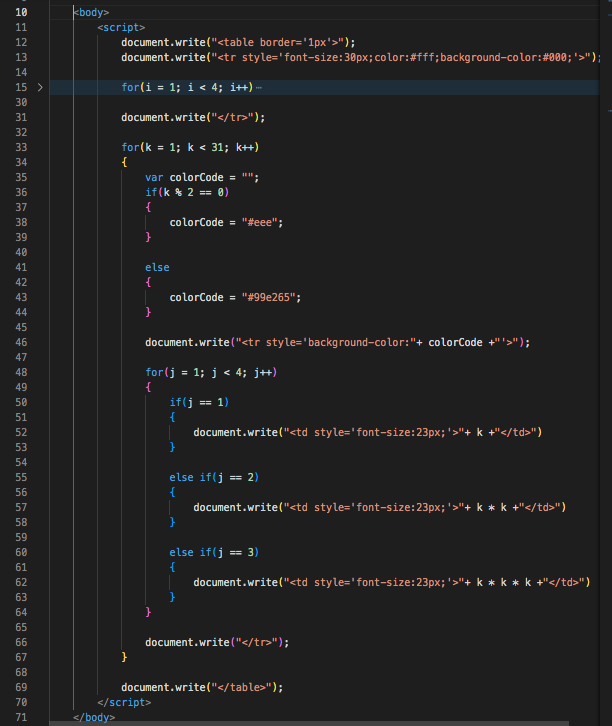 10 <body>
11 <script>
12 document.write("<table border='1px'>");
13 document.write("<tr style='font-size:30px;color:#fff;background-color:#000;'>");
14
15 > for(i = 1; i < 4; i++)⋯
30
31 document.write("</tr>");
32
33 for(k = 1; k < 31; k++)
34 {
35 var colorCode = "";
36 if(k % 2 == 0)
37 {
38 colorCode = "#eee";
39 }
40
41 else
42 {
43 colorCode = "#99e265";
44 }
45
46 document.write("<tr style='background-color:"+ colorCode +"'>");
47
48 for(j = 1; j < 4; j++)
49 {
50 if(j == 1)
51 {
52 document.write("<td style='font-size:23px;'>"+ k +"</td>")
53 }
54
55 else if(j == 2)
56 {
57 document.write("<td style='font-size:23px;'>"+ k * k +"</td>")
58 }
59
60 else if(j == 3)
61 {
62 document.write("<td style='font-size:23px;'>"+ k * k * k +"</td>")
63 }
64 }
65
66 document.write("</tr>");
67 }
68
69 document.write("</table>");
70 </script>
71 </body>